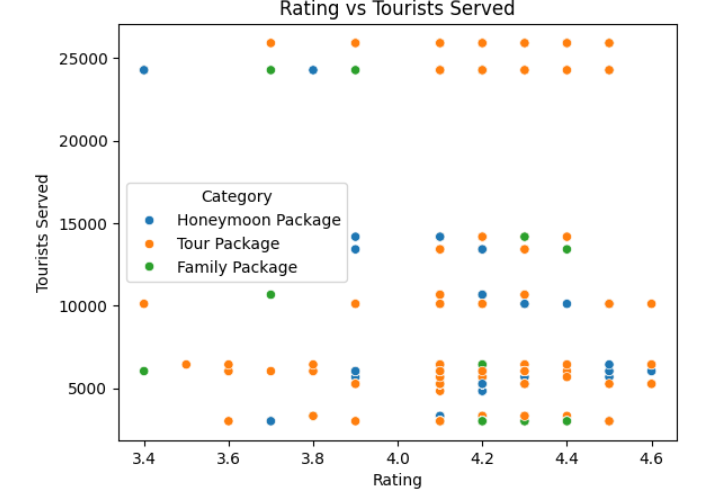 Rating vs Tourists Served
Tourists Served
25000
20000
15000
10000
5000
Category
Honeymoon Package
Tour Package
Family Package
3.4 3.6 3.8 4.0 4.2 4.4 4.6
Rating